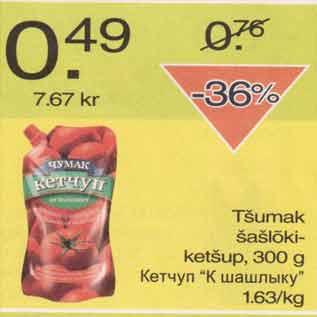 0.49
0.76
7.67 kr
-36%
ЧУМАК
кетчуп
Tšumak
šašlõki-
ketšup, 300 g
Кетчуп "К шашлыку"
1.63/kg